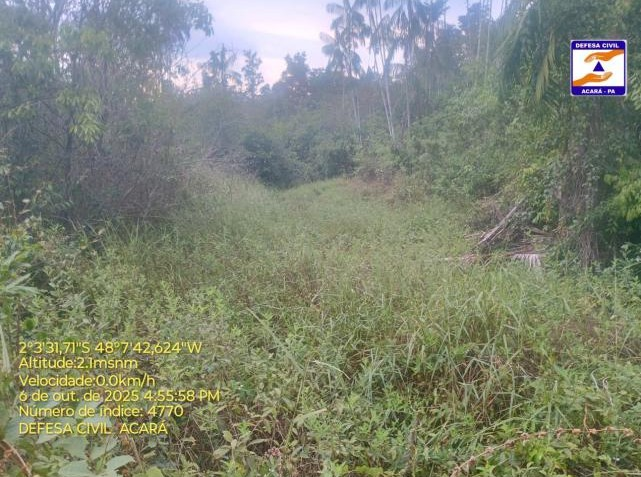 DEFESA CIVIL
ACARÁ - PA
2°3'31,71"S 48°7'42,624"W
Altitude:2.1msnm
Velocidade:0.0km/h
6 de out. de 2025 4:55:58 PM
Número de índice: 4770
DEFESA CIVIL ACARÁ